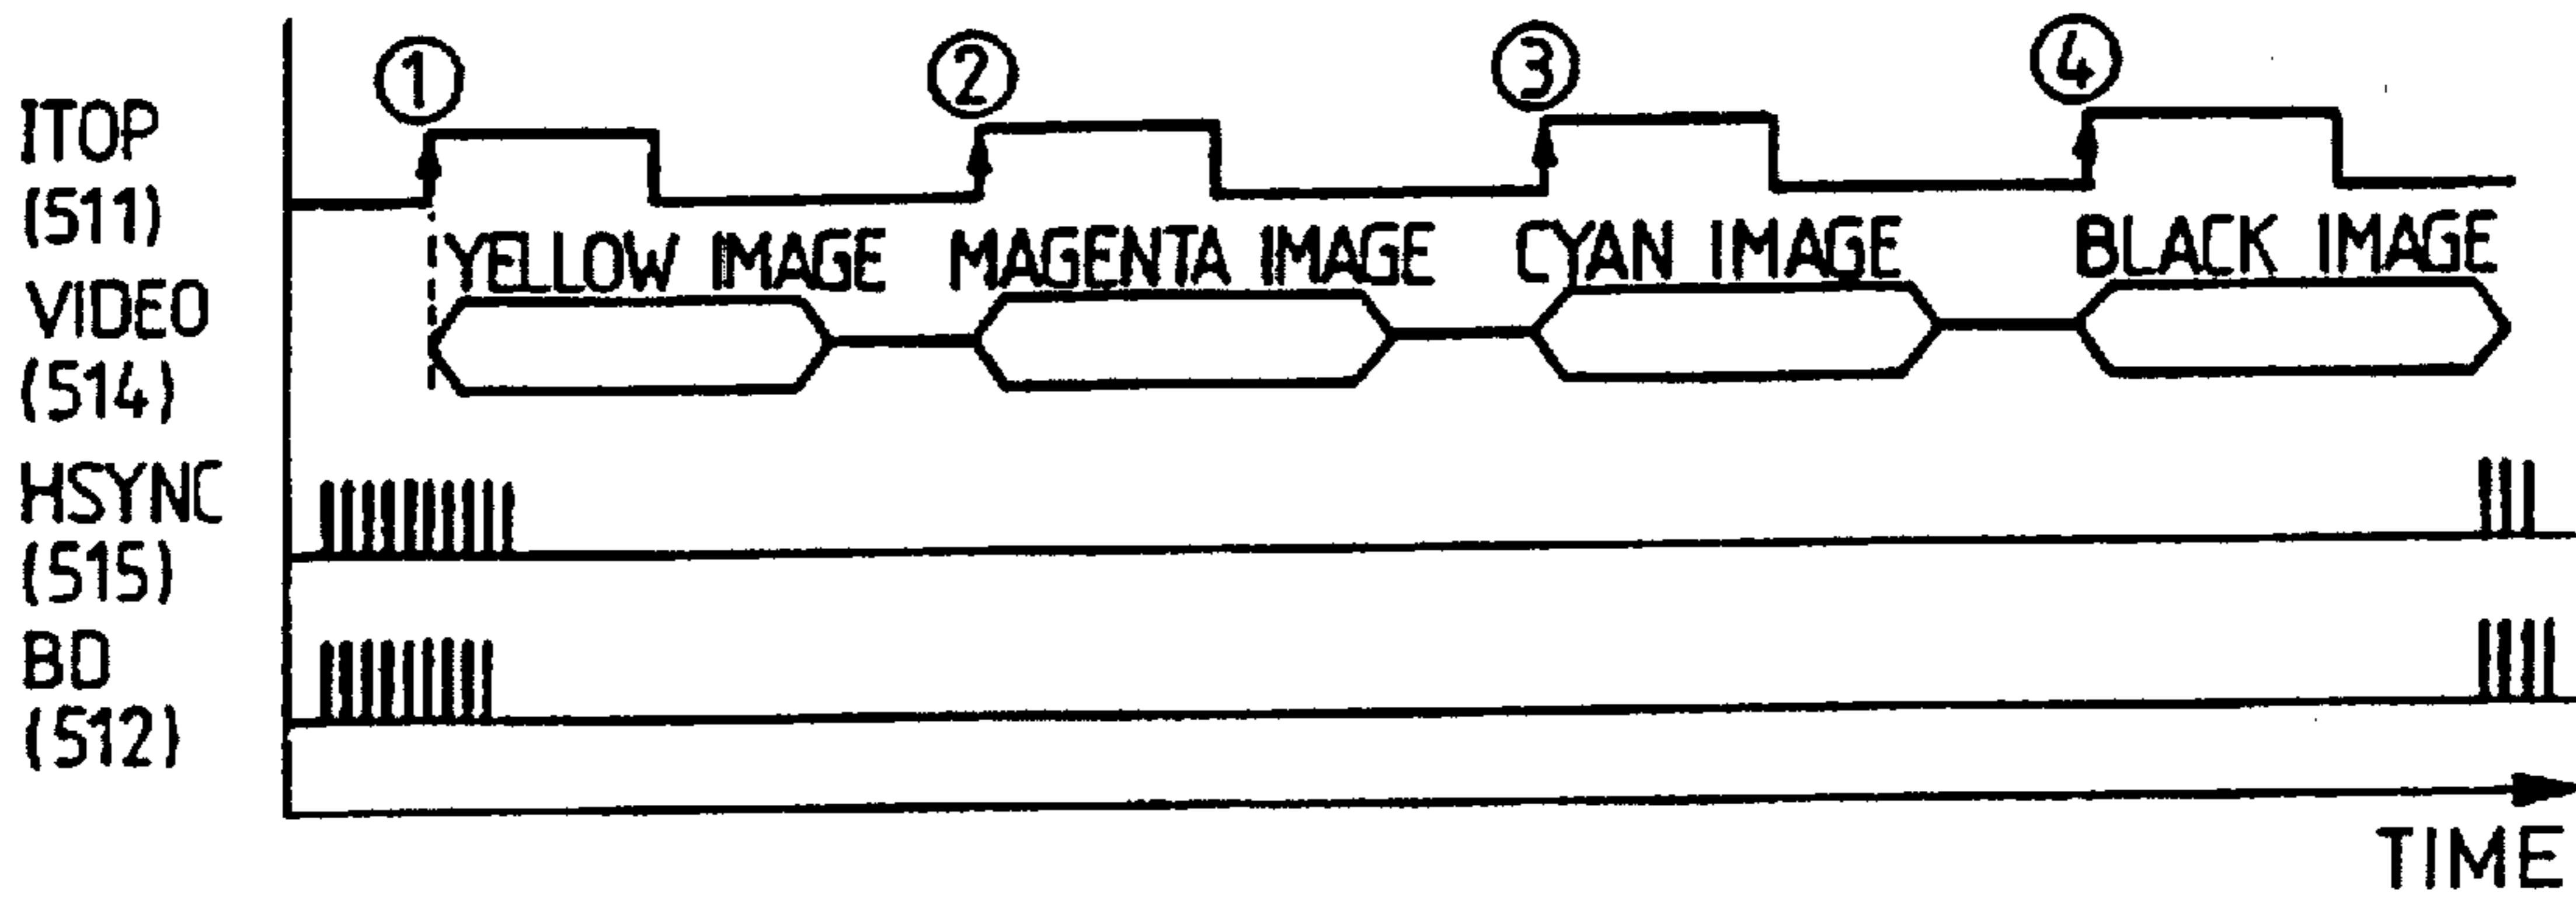 ① ② ③ ④
ITOP
(511)
YELLOW IMAGE MAGENTA IMAGE CYAN IMAGE BLACK IMAGE
VIDEO
(514)
HSYNC
(515)
BD
(512)
TIME